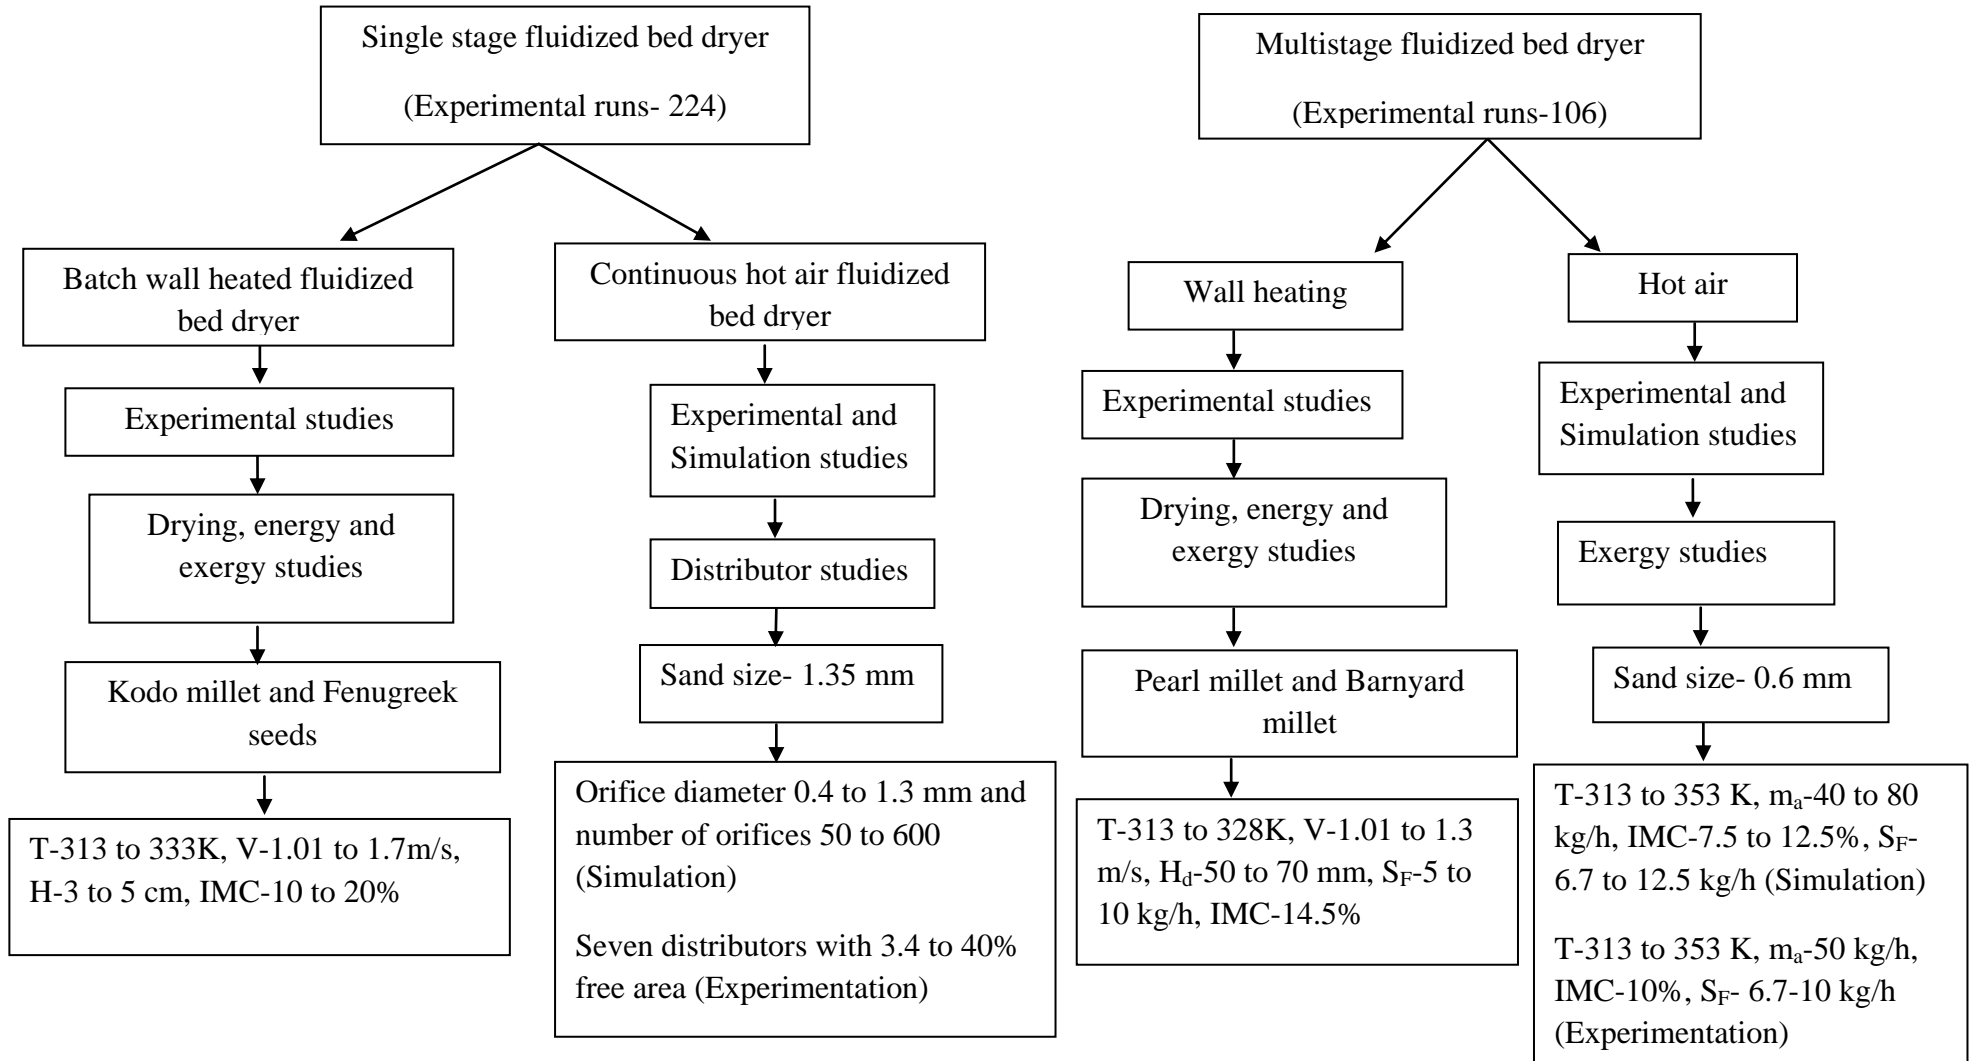 Single stage fluidized bed dryer
(Experimental runs- 224)
Batch wall heated fluidized
bed dryer
Experimental studies
Drying, energy and
exergy studies
Kodo millet and Fenugreek
seeds
T-313 to 333K, V-1.01 to 1.7m/s,
H-3 to 5 cm, IMC-10 to 20%
Continuous hot air fluidized
bed dryer
Experimental and
Simulation studies
Distributor studies
Sand size- 1.35 mm
Orifice diameter 0.4 to 1.3 mm and
number of orifices 50 to 600
(Simulation)
Seven distributors with 3.4 to 40%
free area (Experimentation)
Multistage fluidized bed dryer
(Experimental runs-106)
Wall heating
Experimental studies
Drying, energy and
exergy studies
Pearl millet and Barnyard
millet
T-313 to 328K, V-1.01 to 1.3
m/s, H_d-50 to 70 mm, S_F-5 to
10 kg/h, IMC-14.5%
Hot air
Experimental and
Simulation studies
Exergy studies
Sand size- 0.6 mm
T-313 to 353 K, m_a-40 to 80
kg/h, IMC-7.5 to 12.5%, S_F-
6.7 to 12.5 kg/h (Simulation)
T-313 to 353 K, m_a-50 kg/h,
IMC-10%, S_F- 6.7-10 kg/h
(Experimentation)